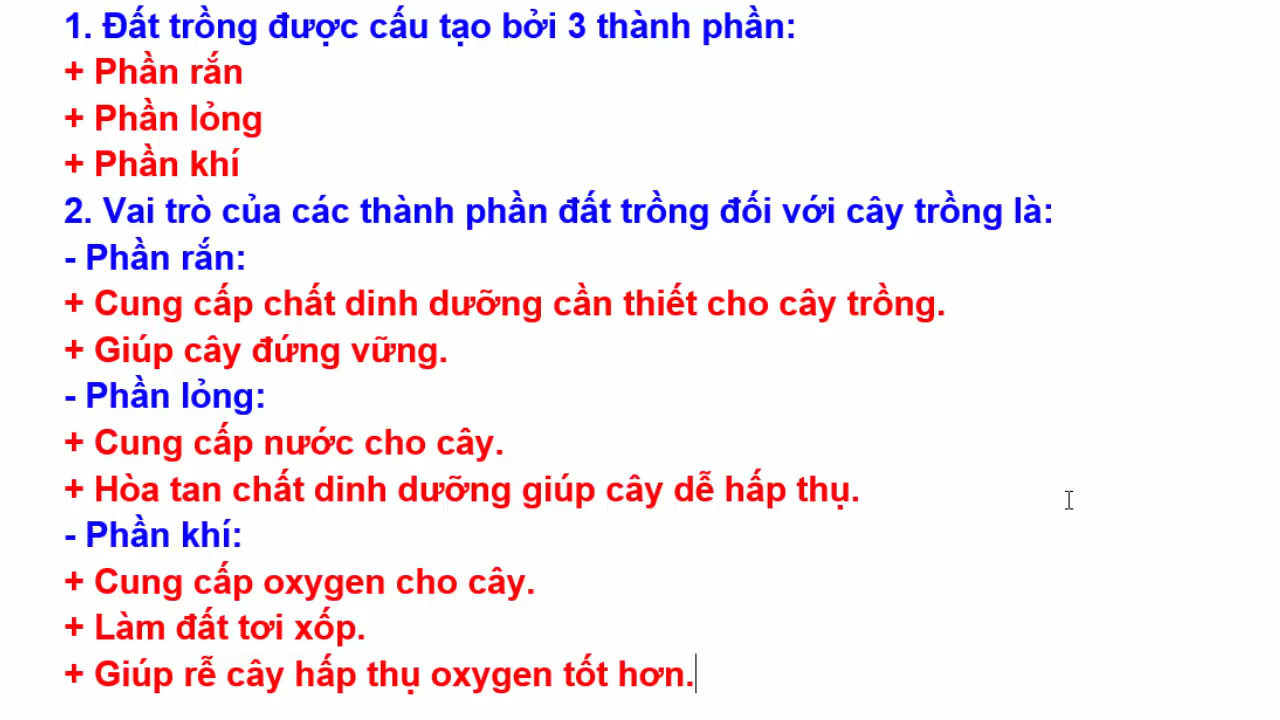 1. Đất trồng được cấu tạo bởi 3 thành phần:
+ Phần rắn
+ Phần lỏng
+ Phần khí
2. Vai trò của các thành phần đất trồng đối với cây trồng là:
- Phần rắn:
+ Cung cấp chất dinh dưỡng cần thiết cho cây trồng.
+ Giúp cây đứng vững.
- Phần lỏng:
+ Cung cấp nước cho cây.
+ Hòa tan chất dinh dưỡng giúp cây dễ hấp thụ.
- Phần khí:
+ Cung cấp oxygen cho cây.
+ Làm đất tơi xốp.
+ Giúp rễ cây hấp thụ oxygen tốt hơn.